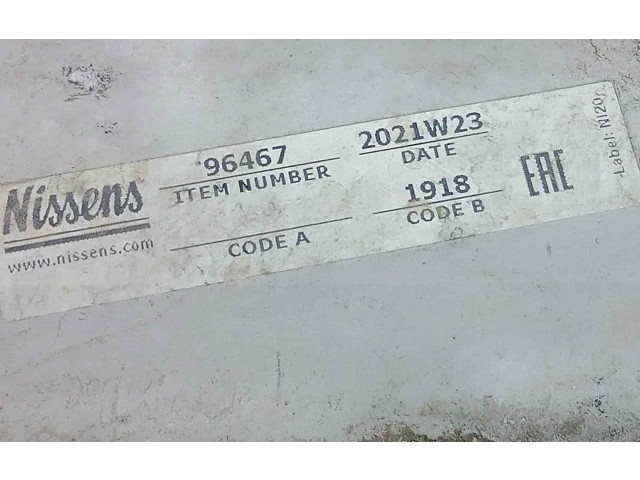 Nissens
www.nissens.com
96467
ITEM NUMBER
CODE A
2021W23
DATE
1918
CODE B
EAC
Label: NI20